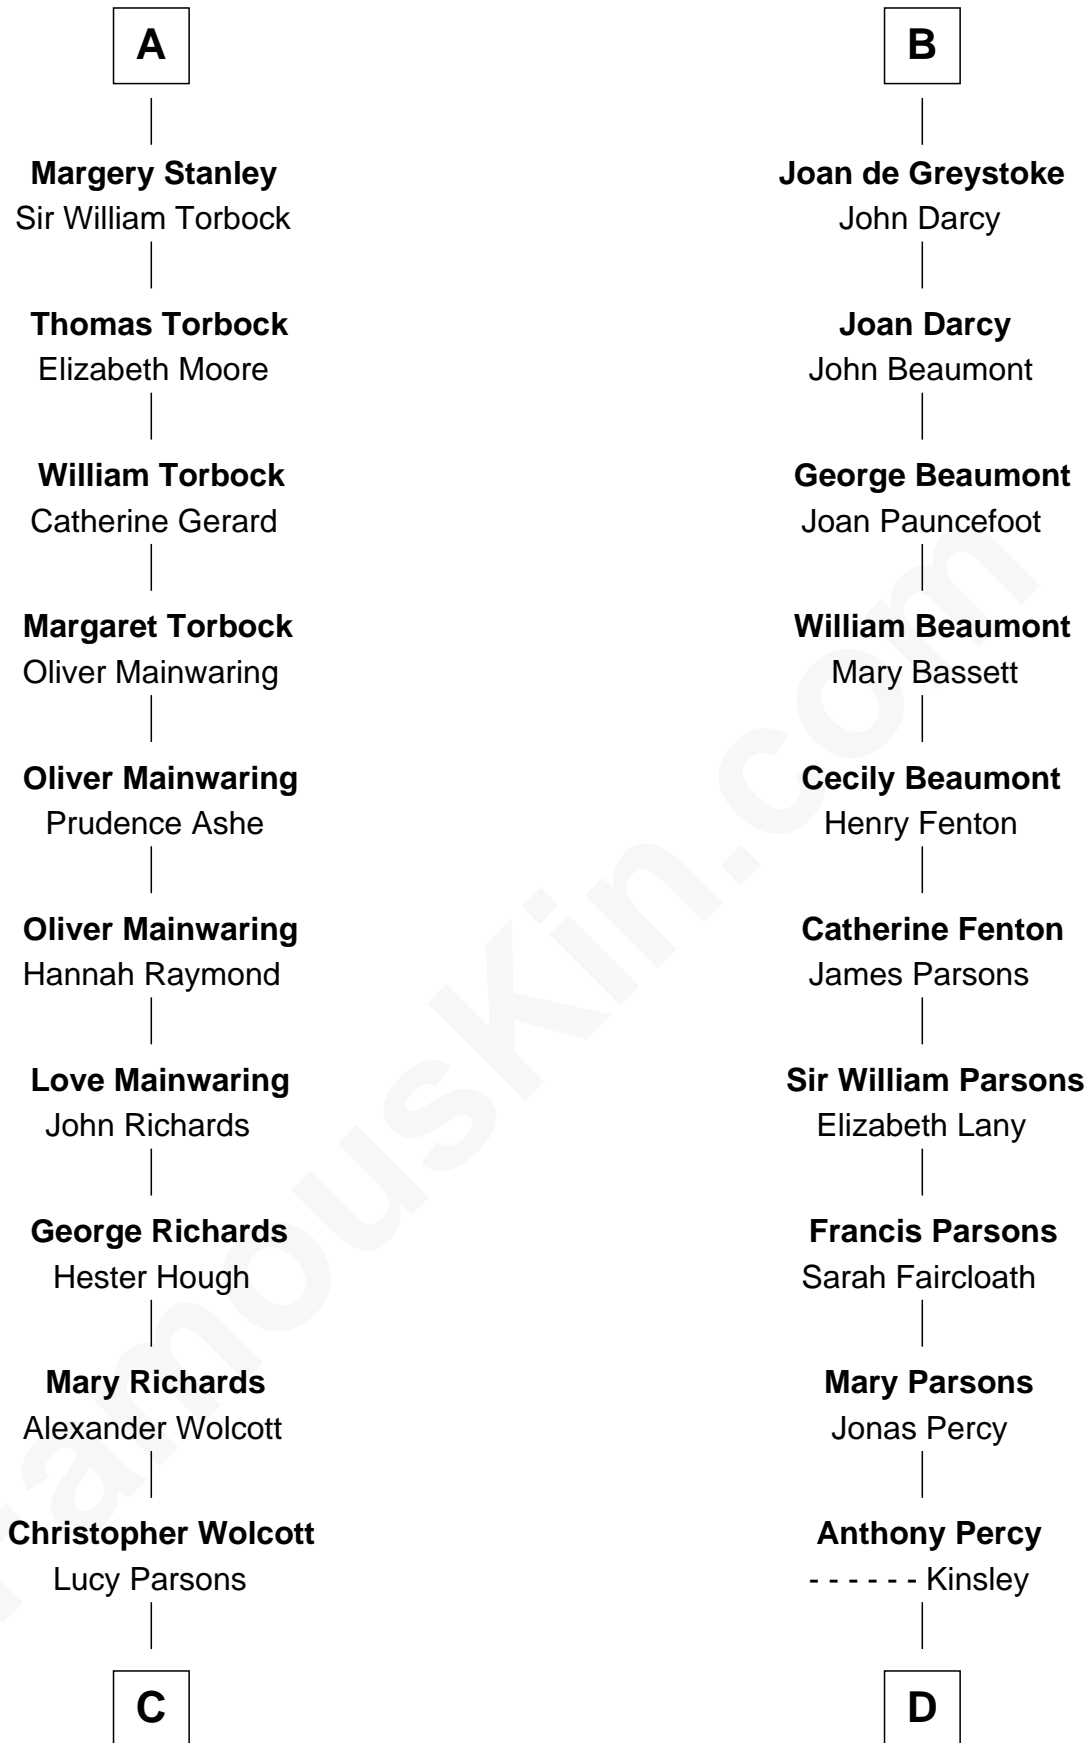 A
Margery Stanley
Sir William Torbock
Thomas Torbock
Elizabeth Moore
William Torbock
Catherine Gerard
Margaret Torbock
Oliver Mainwaring
Oliver Mainwaring
Prudence Ashe
Oliver Mainwaring
Hannah Raymond
Love Mainwaring
John Richards
George Richards
Hester Hough
Mary Richards
Alexander Wolcott
Christopher Wolcott
Lucy Parsons
C
B
Joan de Greystoke
John Darcy
Joan Darcy
John Beaumont
George Beaumont
Joan Pauncefoot
William Beaumont
Mary Bassett
Cecily Beaumont
Henry Fenton
Catherine Fenton
James Parsons
Sir William Parsons
Elizabeth Lany
Francis Parsons
Sarah Faircloath
Mary Parsons
Jonas Percy
Anthony Percy
- - - - - - Kinsley
D
FamousKin.com